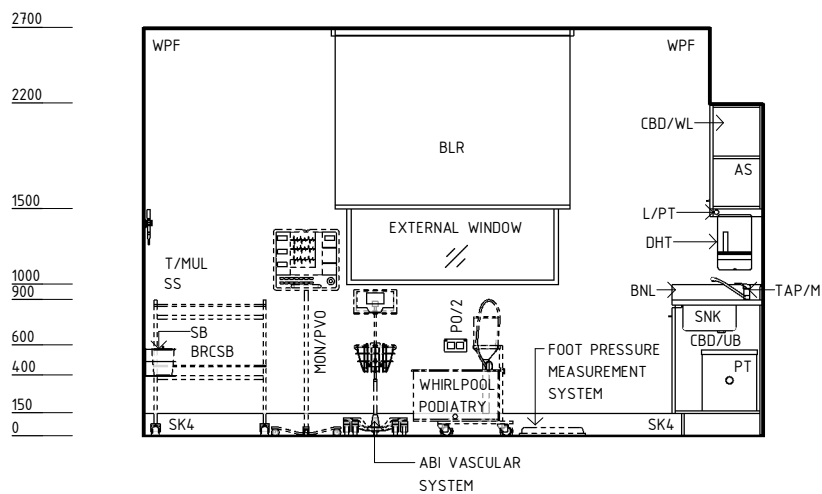 2700
WPF
WPF
2200
CBD/WL
BLR
AS
1500
L/PT
EXTERNAL WINDOW
DHT
T/MUL
SS
1000
BNL
TAP/M
900
SNK
MON/PVO
PO/2
SB
CBD/UB
600
BRCSB
FOOT PRESSURE
MEASUREMENT
SYSTEM
PT
400
WHIRLPOOL
PODIATRY
150
SK4
SK4
0
ABI VASCULAR
SYSTEM